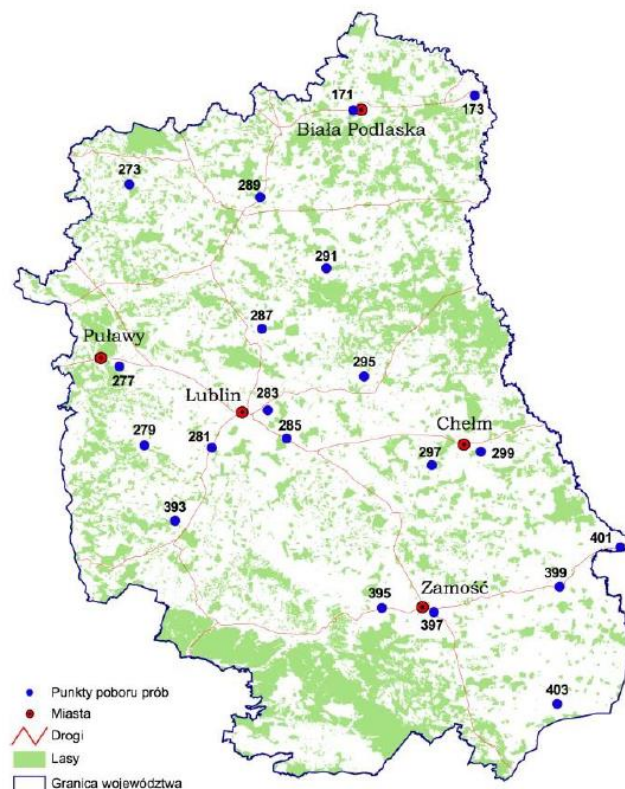 171
173
Biała Podlaska
273
289
291
287
Puławy
277
295
Lublin
283
285
Chełm
279
281
297
299
393
401
399
Zamość
395
397
403
Punkty poboru prób
Miasta
Drogi
Lasy
Granica województwa